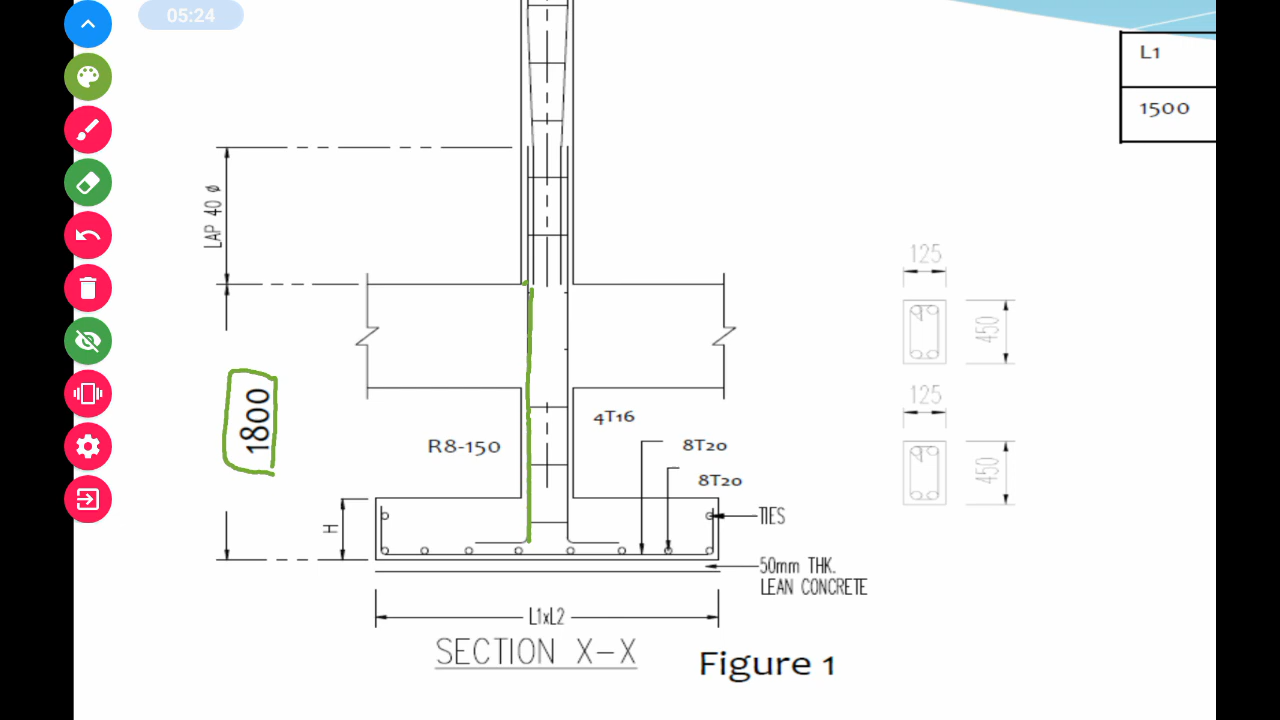 05:24
L1
1500
LAP 40 ø
125
450
1800
125
4T16
R8-150
8T20
450
8T20
H
TIES
50mm THK.
LEAN CONCRETE
L1xL2
SECTION X-X
Figure 1